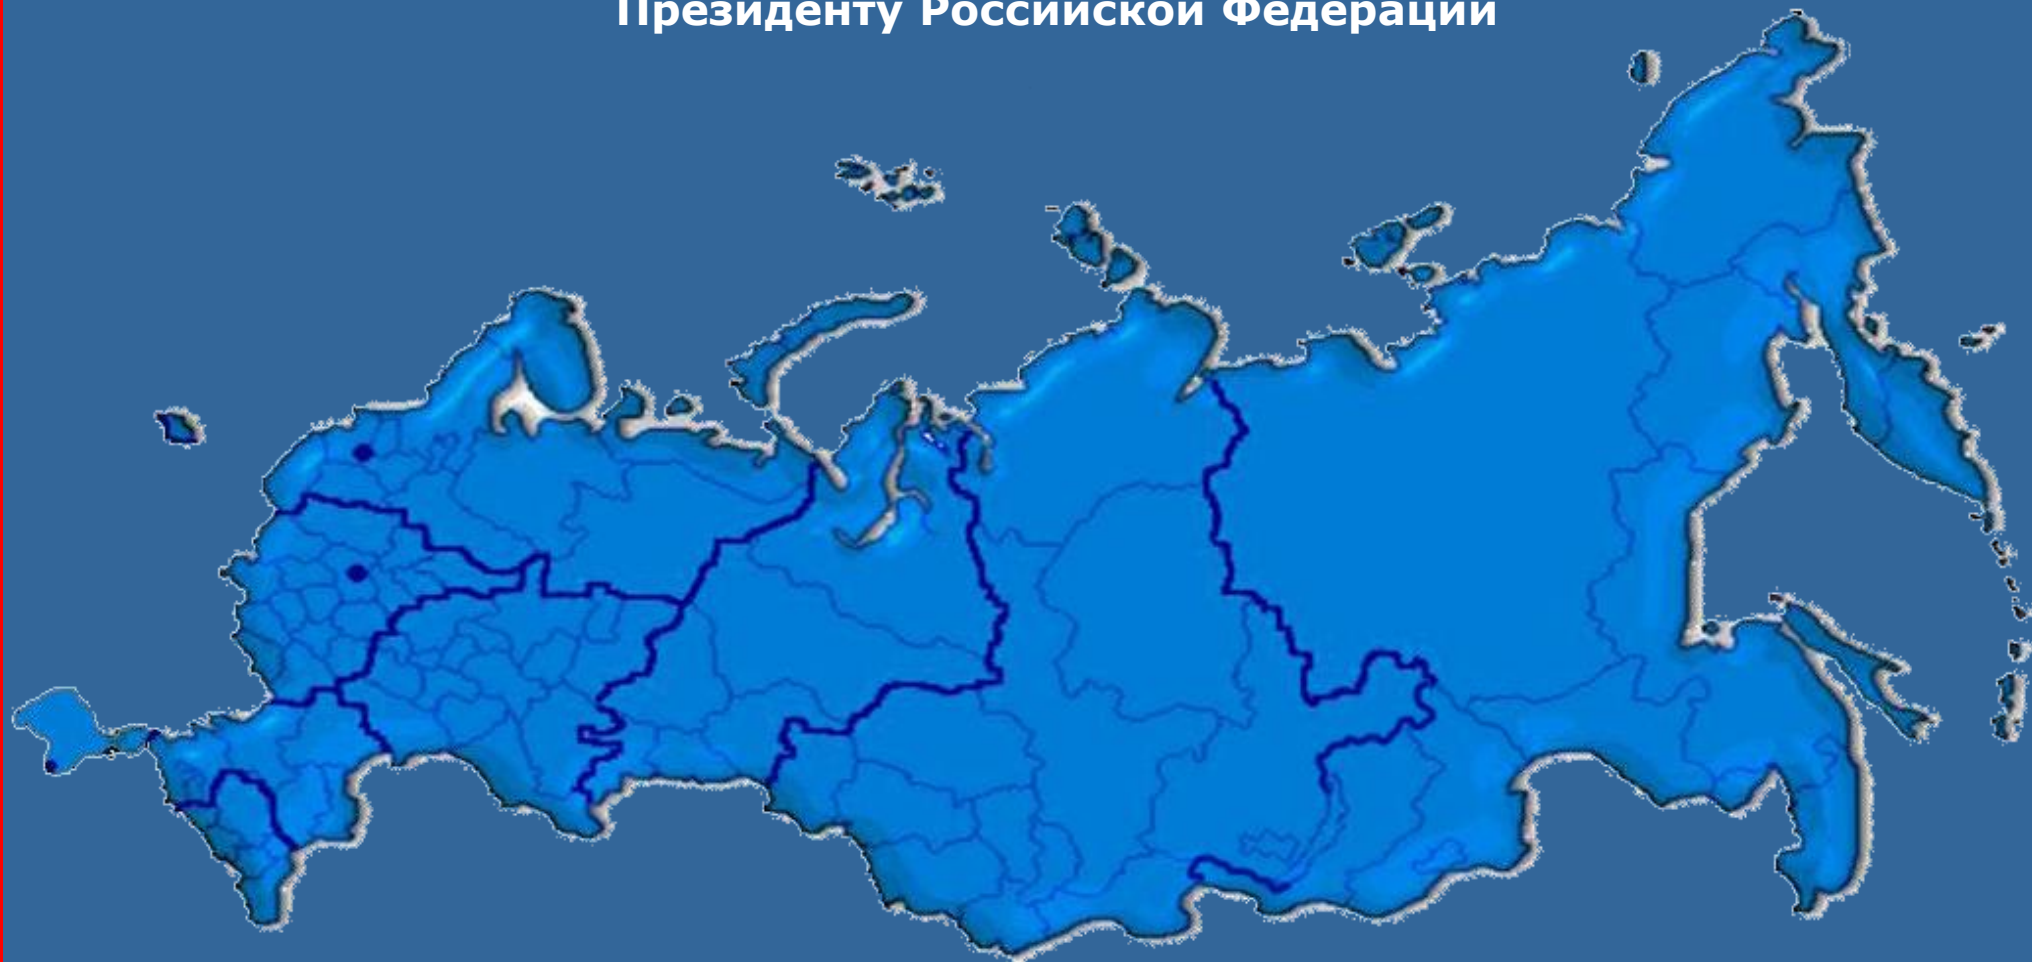 Президенту Российской Федерации